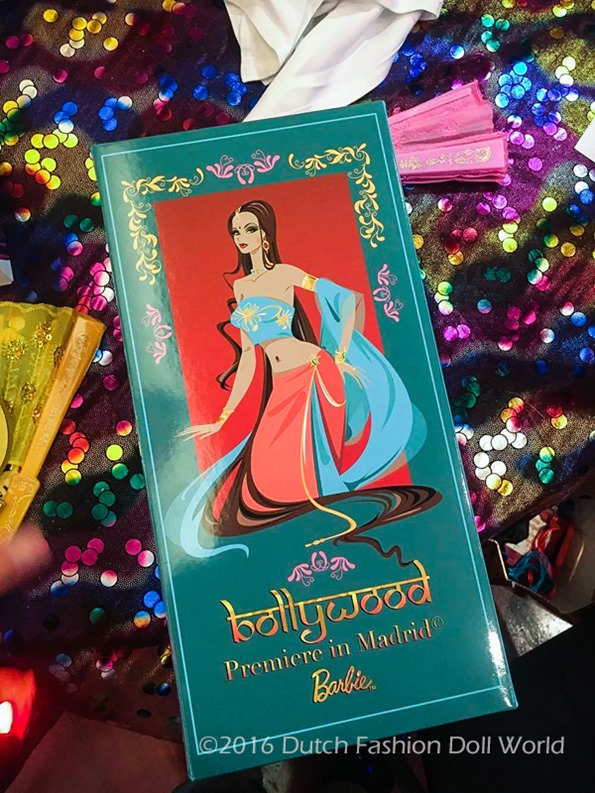 bollywood
Premiere in Madrid©
Barbie™
©2016 Dutch Fashion Doll World